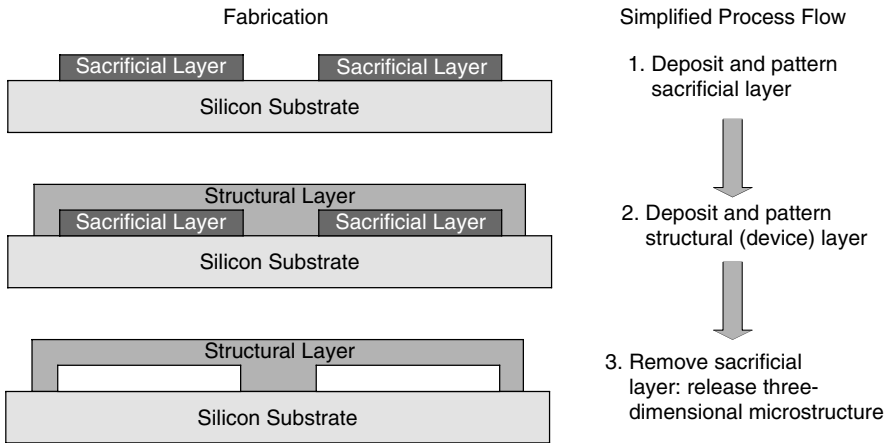 Fabrication
Simplified Process Flow
Sacrificial Layer
Sacrificial Layer
Silicon Substrate
1. Deposit and pattern
sacrificial layer
Structural Layer
Sacrificial Layer
Sacrificial Layer
Silicon Substrate
2. Deposit and pattern
structural (device) layer
Structural Layer
Silicon Substrate
3. Remove sacrificial
layer: release three-
dimensional microstructure